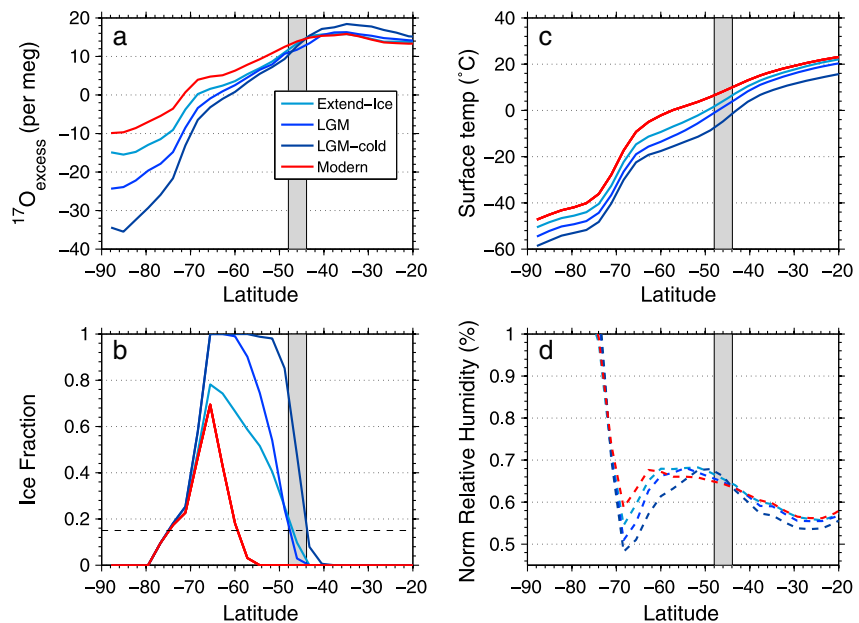 a
¹⁷Oexcess (per meg)
20
10
0
−10
−20
−30
−40
Extend−Ice
LGM
LGM−cold
Modern
−90 −80 −70 −60 −50 −40 −30 −20
Latitude
c
Surface temp (˚C)
40
20
0
−20
−40
−60
−90 −80 −70 −60 −50 −40 −30 −20
Latitude
b
Ice Fraction
1
0.8
0.6
0.4
0.2
0
−90 −80 −70 −60 −50 −40 −30 −20
Latitude
d
Norm Relative Humidity (%)
1
0.9
0.8
0.7
0.6
0.5
−90 −80 −70 −60 −50 −40 −30 −20
Latitude